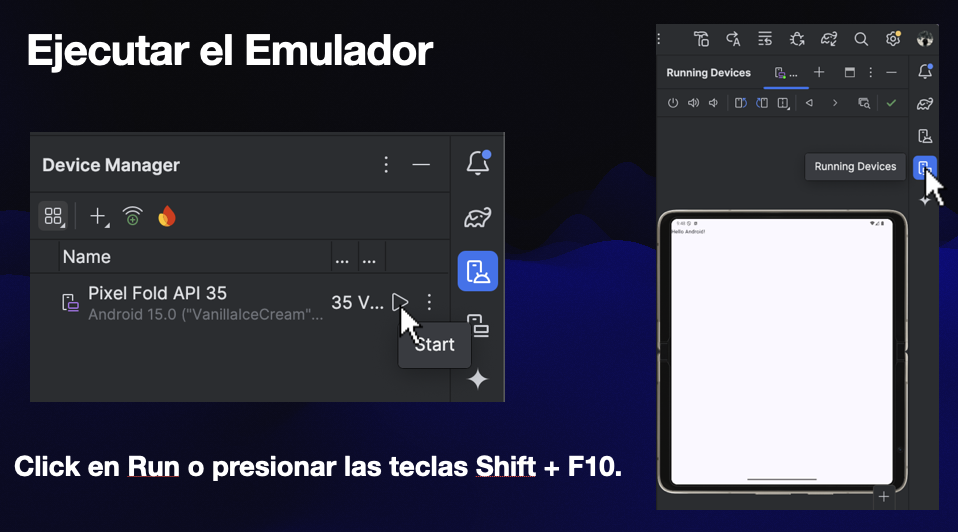 Ejecutar el Emulador
Device Manager
Name
... ...
Pixel Fold API 35
35 V...
Android 15.0 ("VanillaIceCream"...
Start
Click en Run o presionar las teclas Shift + F10.
Running Devices
...
Running Devices
Hello Android!